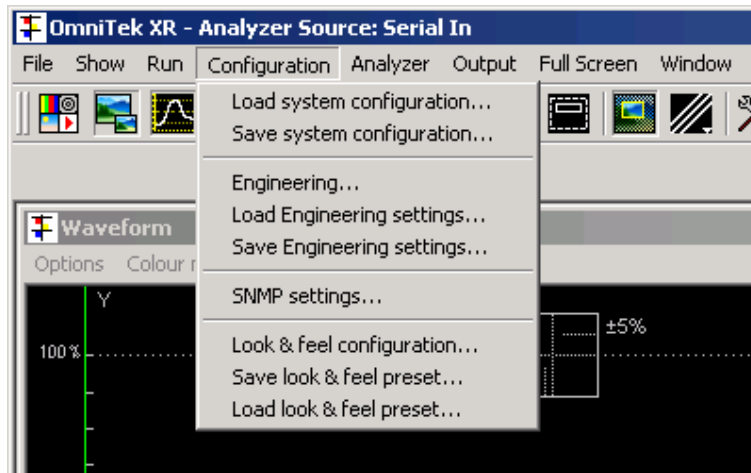 OmniTek XR - Analyzer Source: Serial In
File Show Run Configuration Analyzer Output Full Screen Window
Load system configuration...
Save system configuration...
Engineering...
Load Engineering settings...
Save Engineering settings...
SNMP settings...
Look & feel configuration...
Save look & feel preset...
Load look & feel preset...
Waveform
Options Colour
Y
±5%
100%